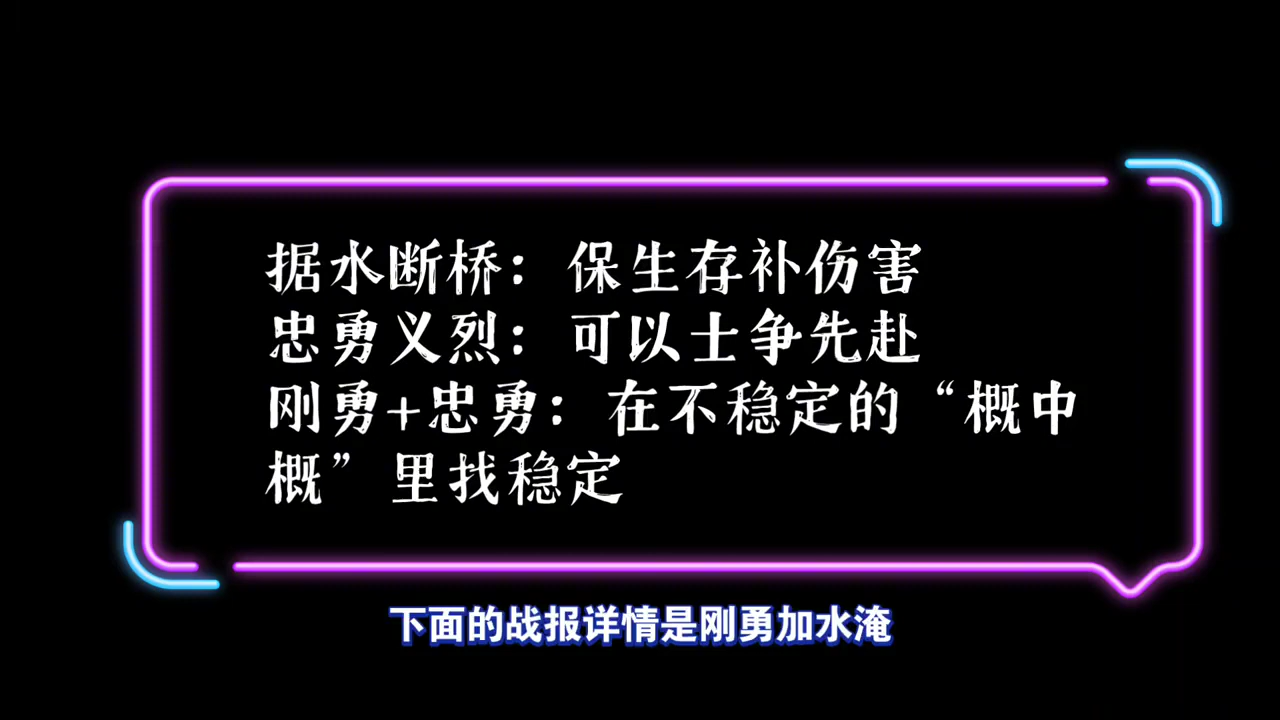 据水断桥：保生存补伤害
忠勇义烈：可以士争先赴
刚勇+忠勇：在不稳定的“概中
概”里找稳定
下面的战报详情是刚勇加水淹